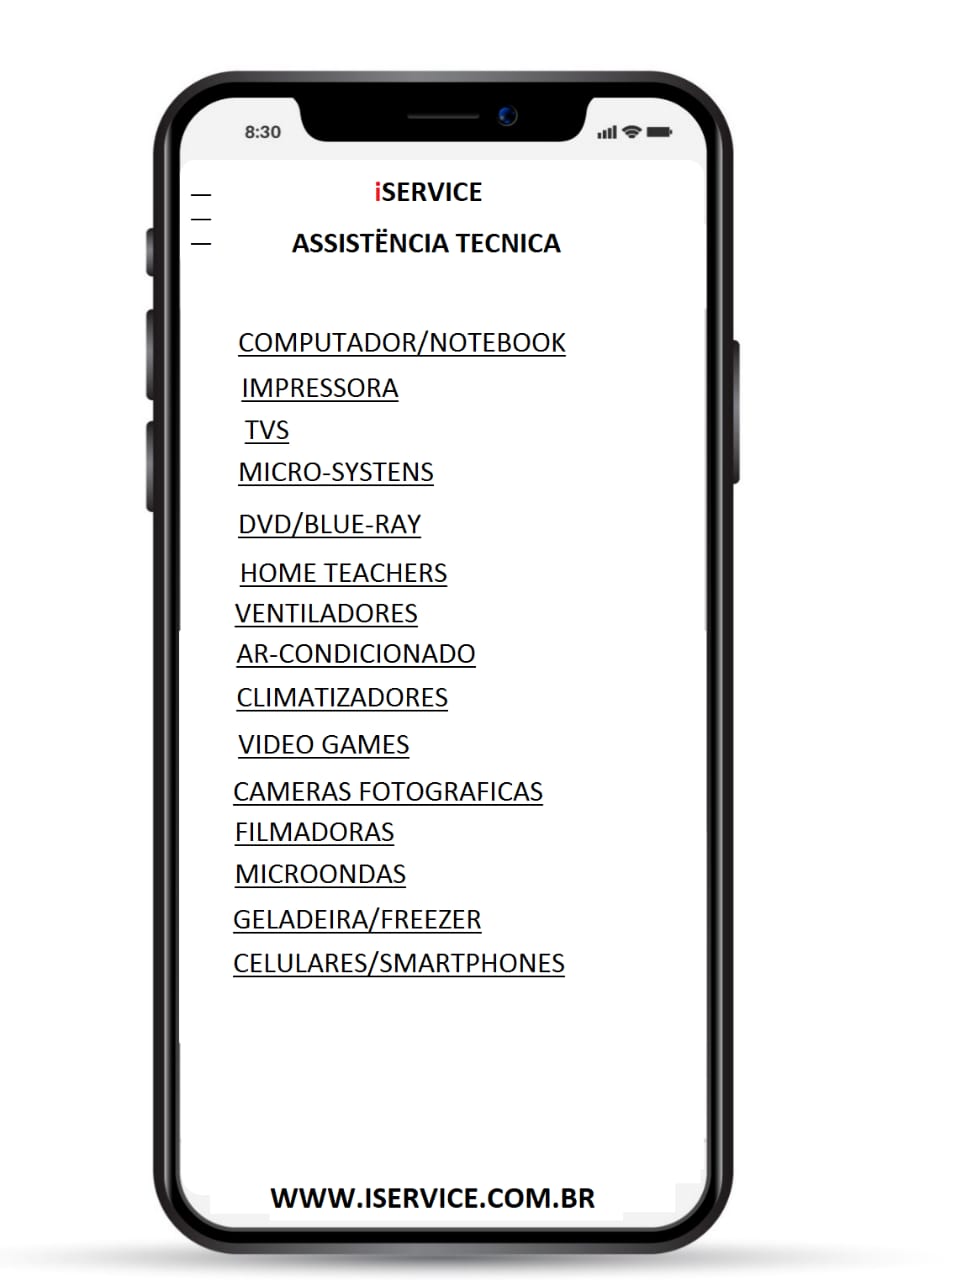 8:30
iSERVICE
ASSISTËNCIA TECNICA
COMPUTADOR/NOTEBOOK
IMPRESSORA
TVS
MICRO-SYSTENS
DVD/BLUE-RAY
HOME TEACHERS
VENTILADORES
AR-CONDICIONADO
CLIMATIZADORES
VIDEO GAMES
CAMERAS FOTOGRAFICAS
FILMADORAS
MICROONDAS
GELADEIRA/FREEZER
CELULARES/SMARTPHONES
WWW.ISERVICE.COM.BR